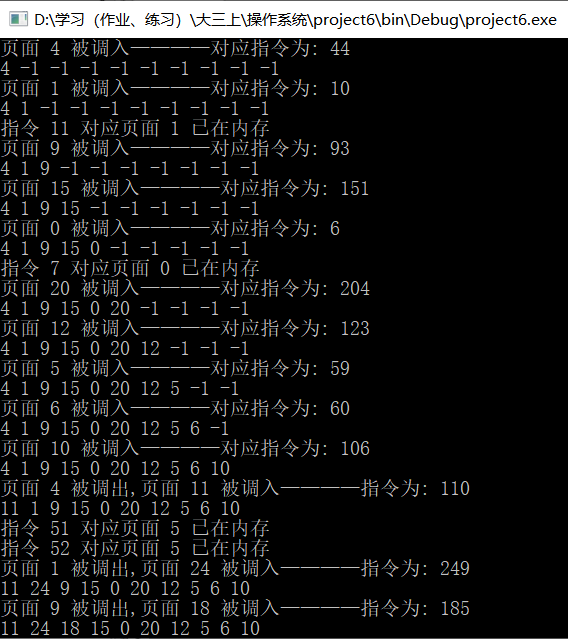 D:\学习（作业、练习）\大三上\操作系统\project6\bin\Debug\project6.exe
页面 4 被调入————对应指令为: 44
4 -1 -1 -1 -1 -1 -1 -1 -1 -1
页面 1 被调入————对应指令为: 10
4 1 -1 -1 -1 -1 -1 -1 -1 -1
指令 11 对应页面 1 已在内存
页面 9 被调入————对应指令为: 93
4 1 9 -1 -1 -1 -1 -1 -1 -1
页面 15 被调入————对应指令为: 151
4 1 9 15 -1 -1 -1 -1 -1 -1
页面 0 被调入————对应指令为: 6
4 1 9 15 0 -1 -1 -1 -1 -1
指令 7 对应页面 0 已在内存
页面 20 被调入————对应指令为: 204
4 1 9 15 0 20 -1 -1 -1 -1
页面 12 被调入————对应指令为: 123
4 1 9 15 0 20 12 -1 -1 -1
页面 5 被调入————对应指令为: 59
4 1 9 15 0 20 12 5 -1 -1
页面 6 被调入————对应指令为: 60
4 1 9 15 0 20 12 5 6 -1
页面 10 被调入————对应指令为: 106
4 1 9 15 0 20 12 5 6 10
页面 4 被调出,页面 11 被调入————指令为: 110
11 1 9 15 0 20 12 5 6 10
指令 51 对应页面 5 已在内存
指令 52 对应页面 5 已在内存
页面 1 被调出,页面 24 被调入————指令为: 249
11 24 9 15 0 20 12 5 6 10
页面 9 被调出,页面 18 被调入————指令为: 185
11 24 18 15 0 20 12 5 6 10